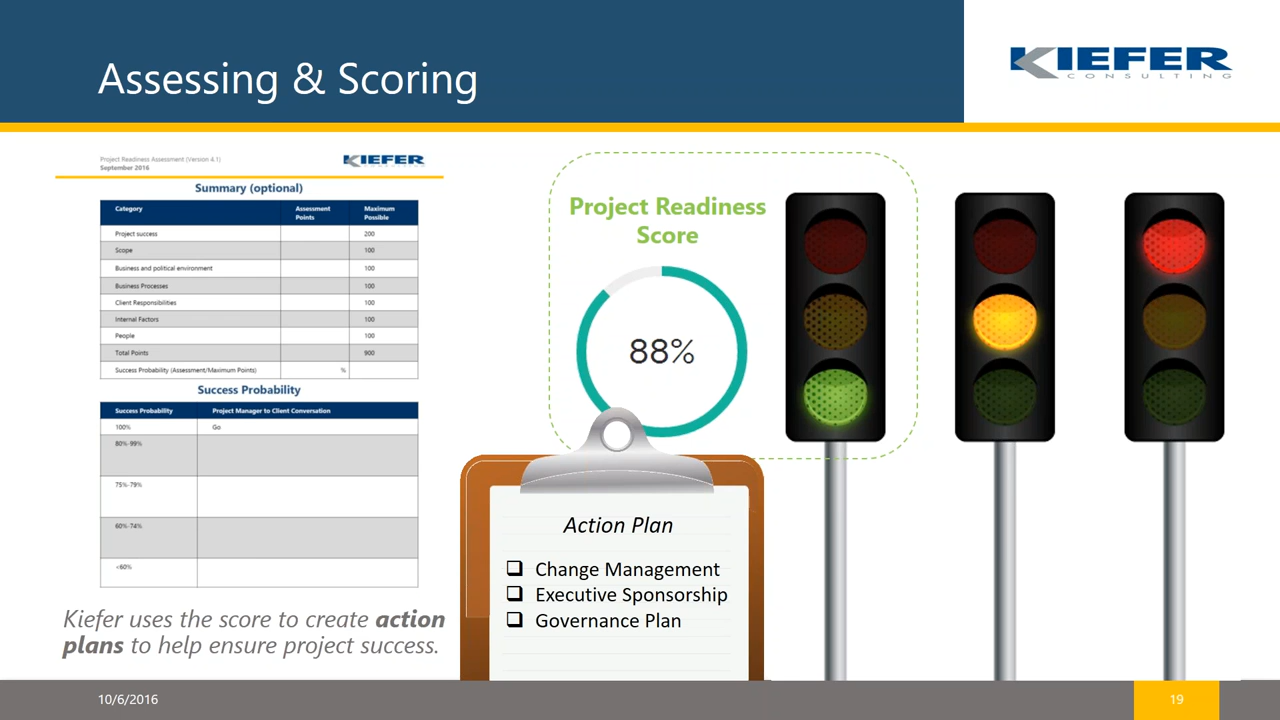 Assessing & Scoring
KIEFER
CONSULTING
Project Readiness Assessment (Version 4.1)
September 2016
KIEFER
Summary (optional)
Category Assessment Points Maximum Possible
Project success 200
Scope 100
Business and political environment 100
Business Processes 100
Client Responsibilities 100
Internal Factors 100
People 100
Total Points 900
Success Probability (Assessment/Maximum Points) %
Success Probability
Success Probability Project Manager to Client Conversation
100% Go
80%-99%
75%-79%
60%-74%
<60%
Kiefer uses the score to create action
plans to help ensure project success.
Project Readiness
Score
88%
Action Plan
❑ Change Management
❑ Executive Sponsorship
❑ Governance Plan
10/6/2016
19